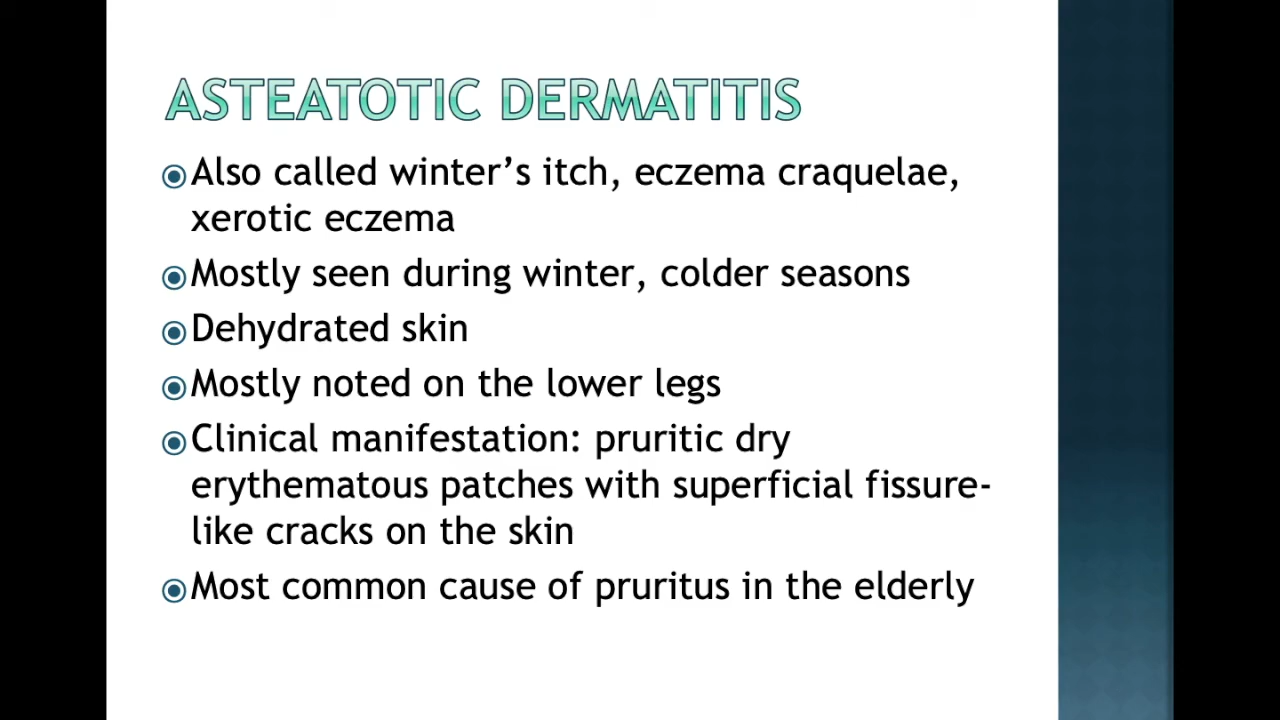 ASTEATOTIC DERMATITIS
Also called winter’s itch, eczema craquelae,
xerotic eczema
Mostly seen during winter, colder seasons
Dehydrated skin
Mostly noted on the lower legs
Clinical manifestation: pruritic dry
erythematous patches with superficial fissure-
like cracks on the skin
Most common cause of pruritus in the elderly